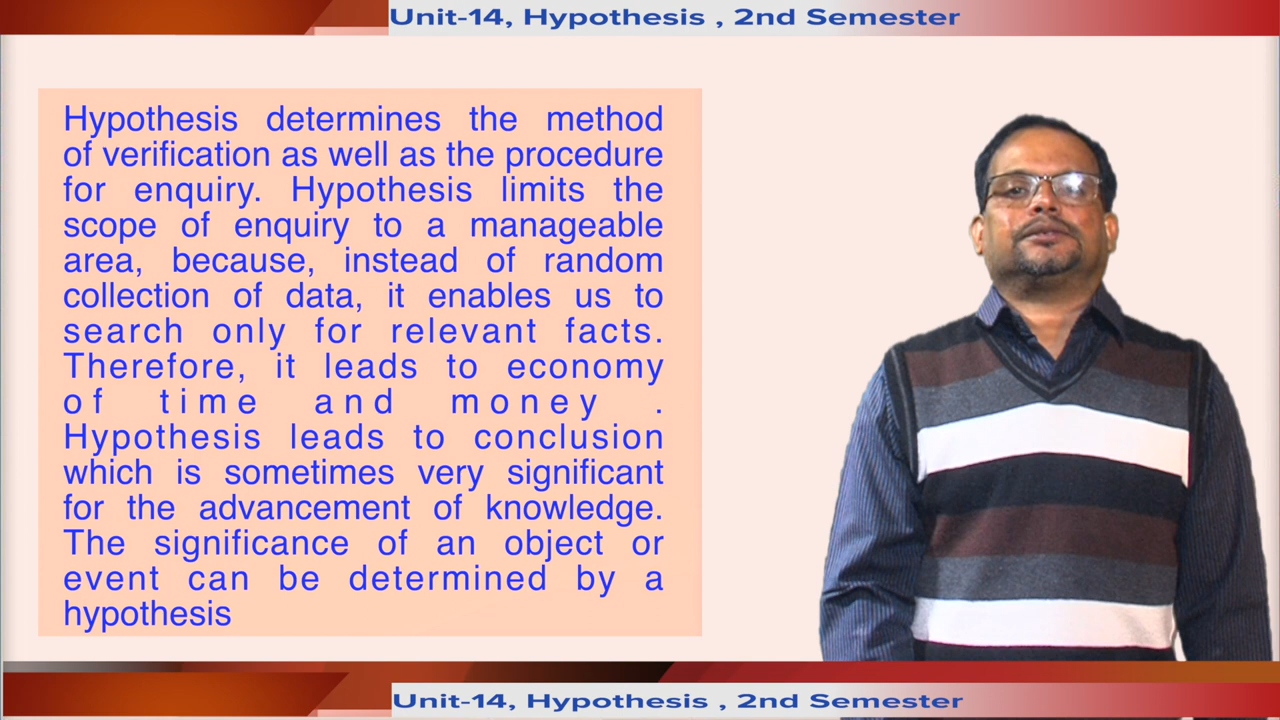 Unit-14, Hypothesis , 2nd Semester
Hypothesis determines the method
of verification as well as the procedure
for enquiry. Hypothesis limits the
scope of enquiry to a manageable
area, because, instead of random
collection of data, it enables us to
search only for relevant facts.
Therefore, it leads to economy
of time and money .
Hypothesis leads to conclusion
which is sometimes very significant
for the advancement of knowledge.
The significance of an object or
event can be determined by a
hypothesis
Unit-14, Hypothesis , 2nd Semester